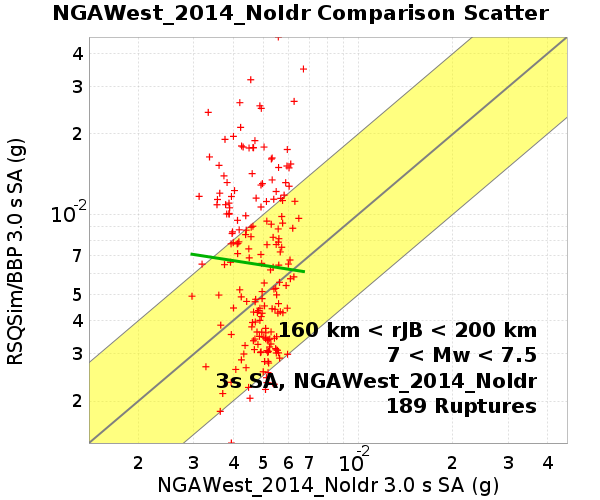 NGAWest_2014_NoIdr Comparison Scatter
RSQSim/BBP 3.0 s SA (g)
4
3
2
10^-2
7
5
4
3
2
160 km < rJB < 200 km
7 < Mw < 7.5
3s SA, NGAWest_2014_NoIdr
189 Ruptures
2 3 4 5 6 7 10^-2 2 3 4
NGAWest_2014_NoIdr 3.0 s SA (g)